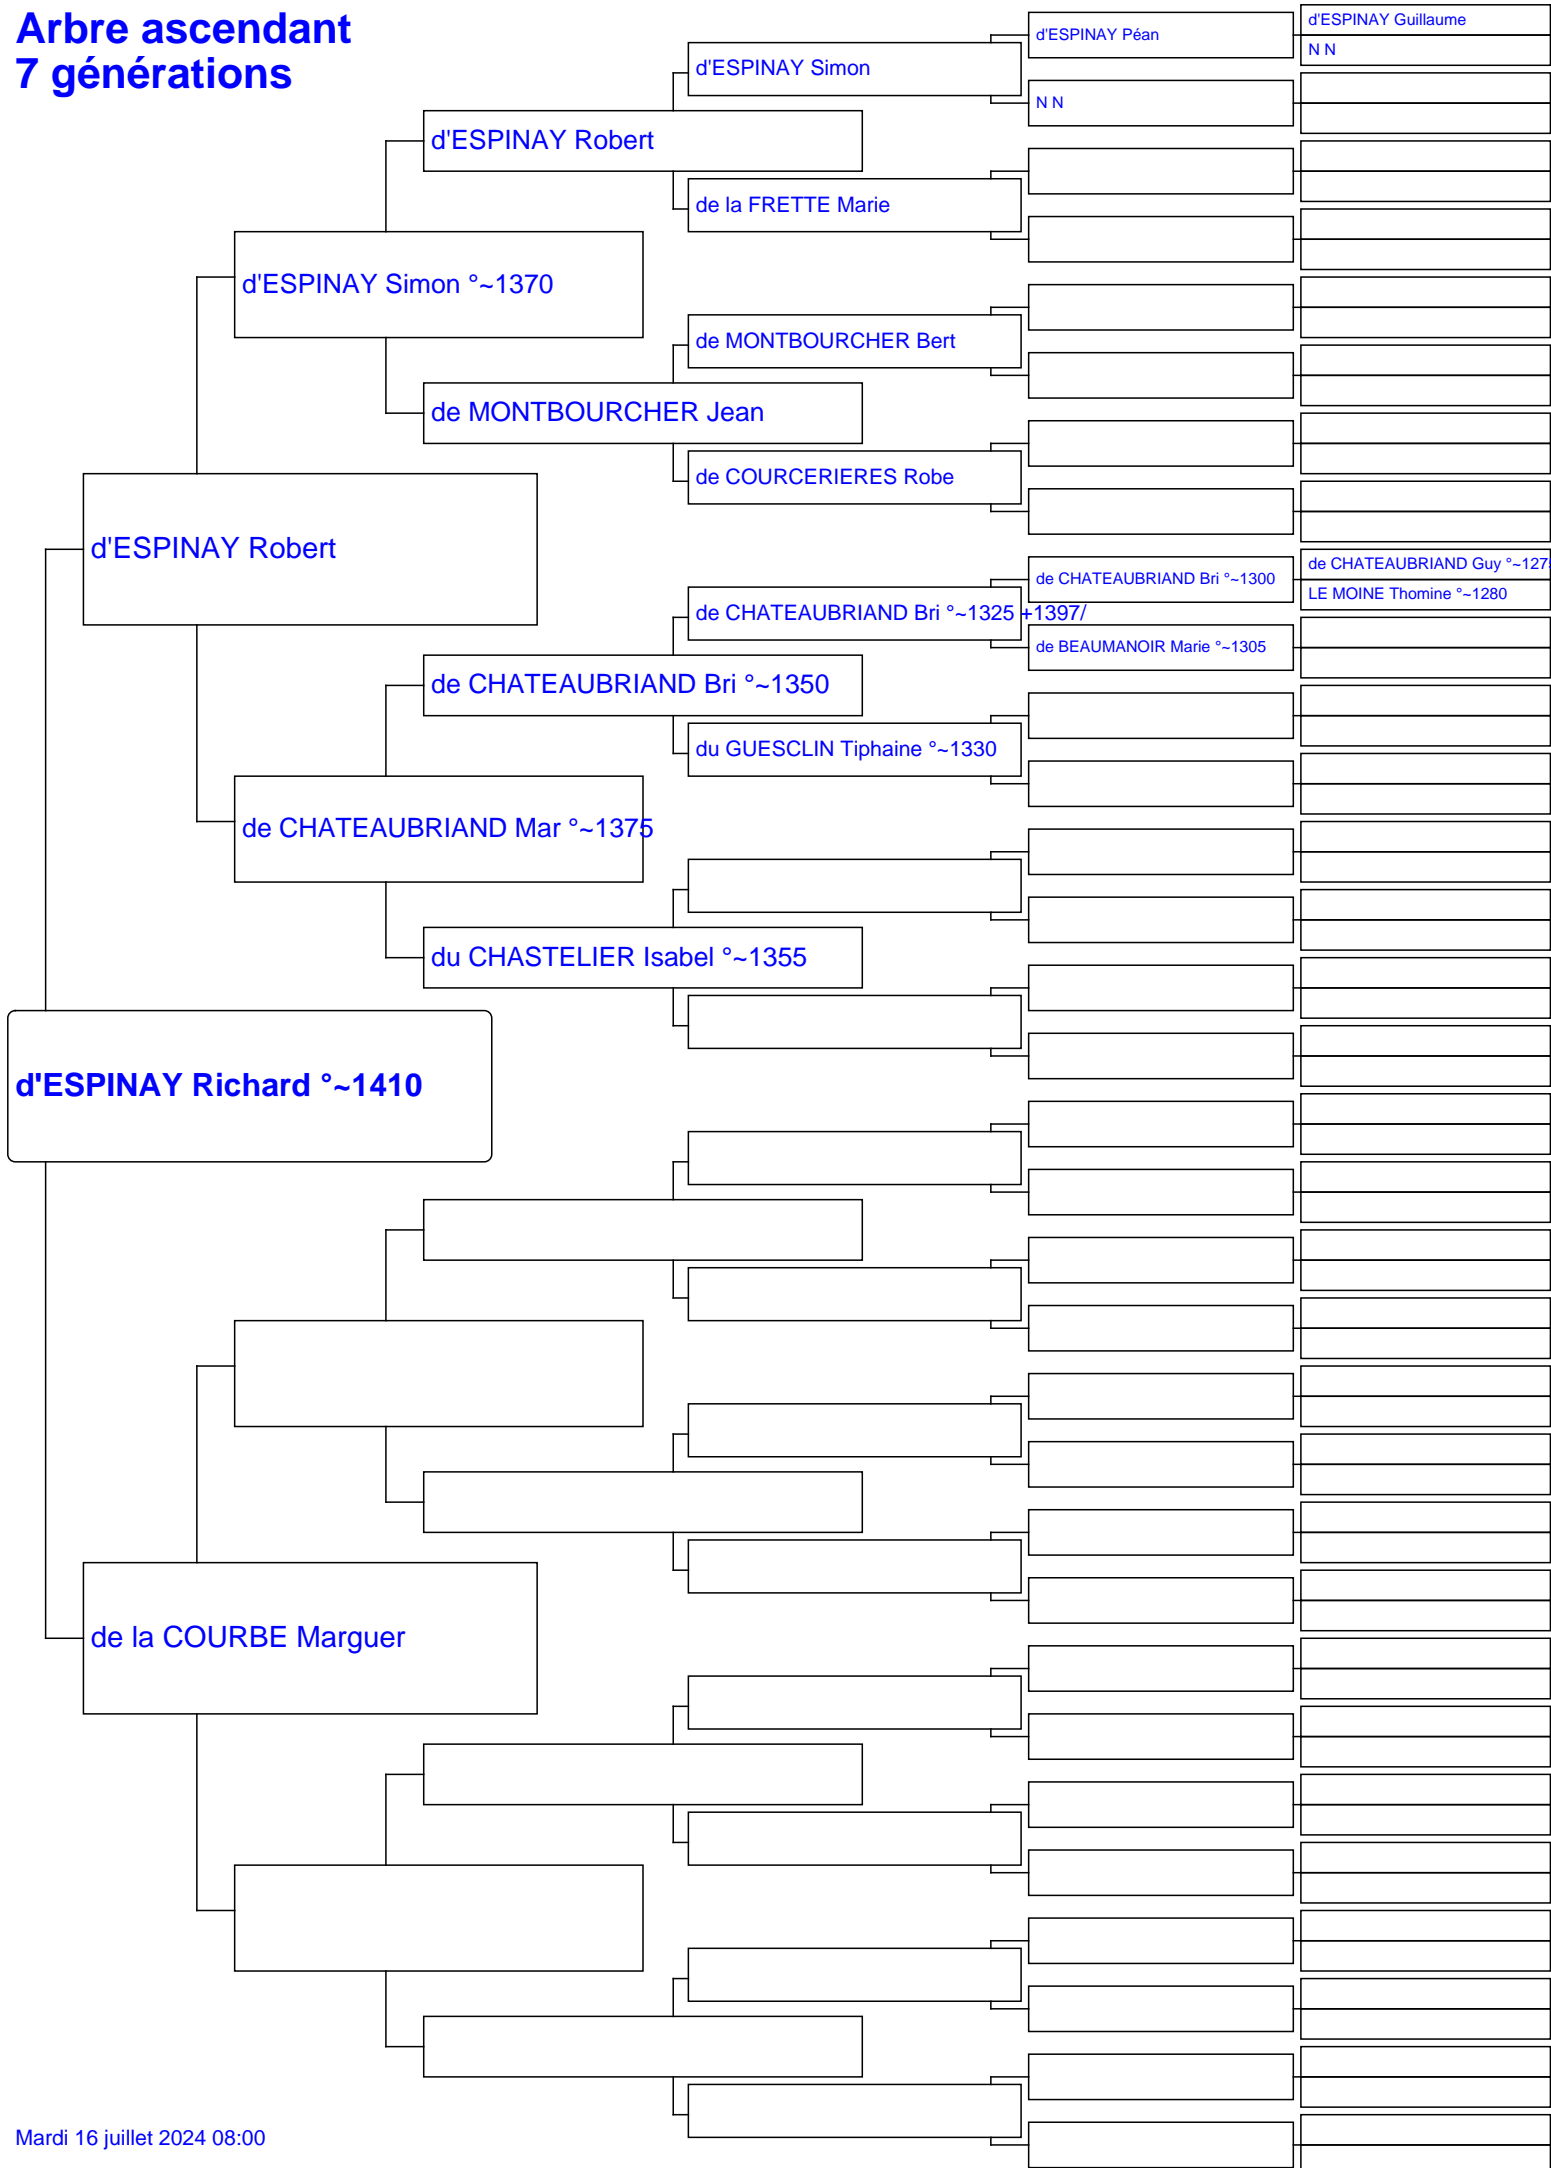 Arbre ascendant
7 générations
d'ESPINAY Guillaume
d'ESPINAY Péan
N N
d'ESPINAY Simon
N N
d'ESPINAY Robert
de la FRETTE Marie
d'ESPINAY Simon °~1370
de MONTBOURCHER Bert
de MONTBOURCHER Jean
de COURCERIERES Robe
d'ESPINAY Robert
de CHATEAUBRIAND Guy °~127
de CHATEAUBRIAND Bri °~1300
LE MOINE Thomine °~1280
de CHATEAUBRIAND Bri °~1325 +1397/
de BEAUMANOIR Marie °~1305
de CHATEAUBRIAND Bri °~1350
du GUESCLIN Tiphaine °~1330
de CHATEAUBRIAND Mar °~1375
du CHASTELIER Isabel °~1355
d'ESPINAY Richard °~1410
de la COURBE Marguer
Mardi 16 juillet 2024 08:00